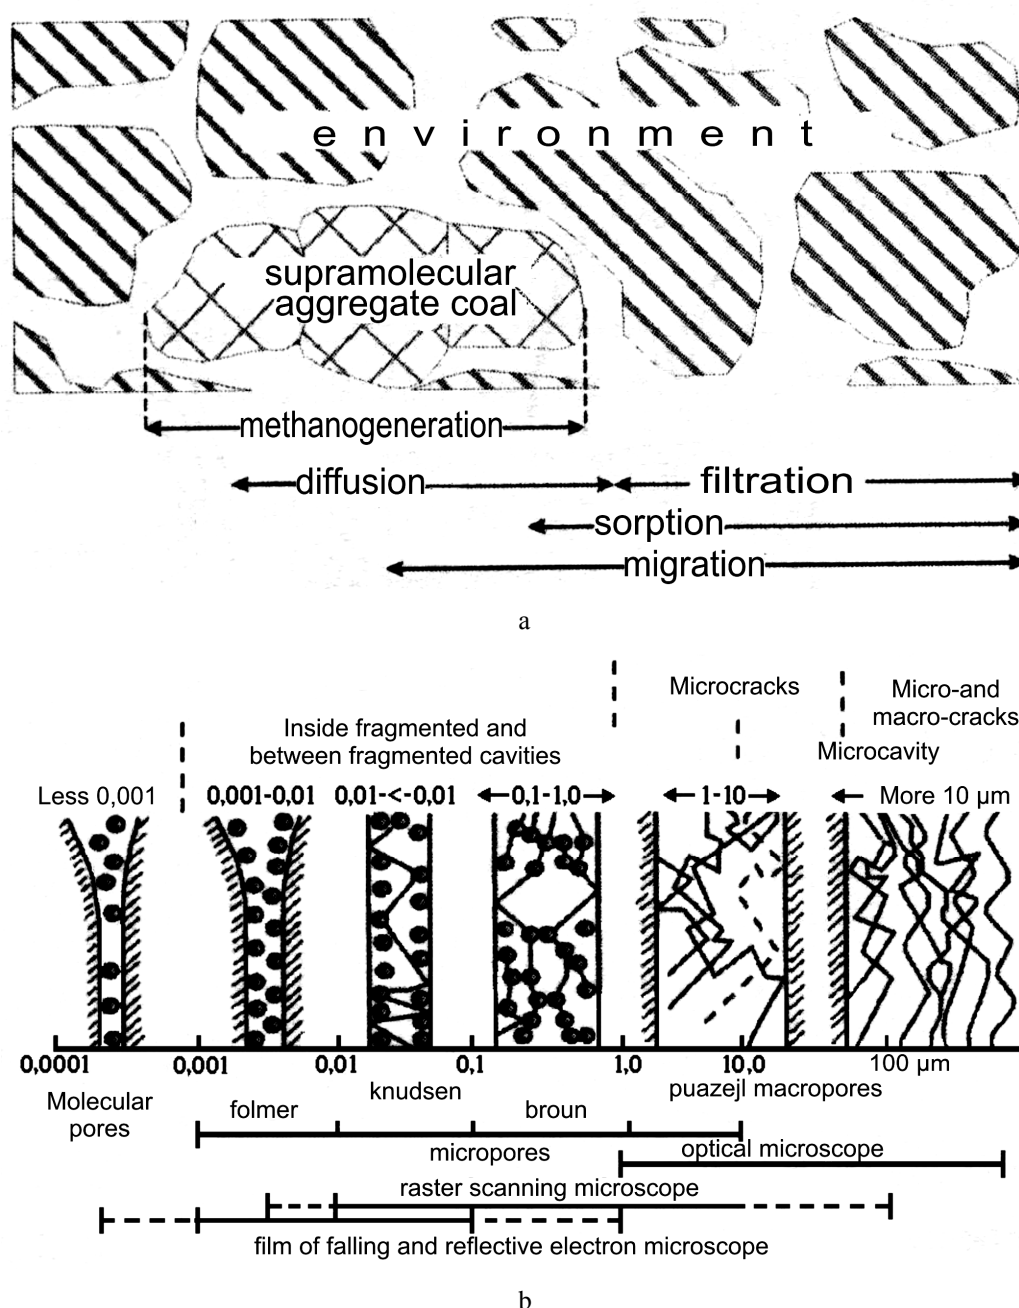 environment
supramolecular
aggregate coal
methanogeneration
diffusion
filtration
sorption
migration
a
Microcracks
Micro-and
macro-cracks
Inside fragmented and
between fragmented cavities
Microcavity
Less 0,001
0,001-0,01
0,01-<-0,01
0,1-1,0
1-10
More 10 µm
0,0001
0,001
0,01
0,1
1,0
10,0
100 µm
Molecular
pores
folmer
knudsen
broun
puazejl macropores
micropores
optical microscope
raster scanning microscope
film of falling and reflective electron microscope
b